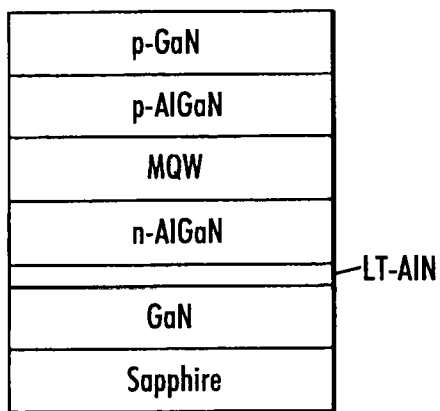 p-GaN
p-AlGaN
MQW
n-AlGaN
LT-AlN
GaN
Sapphire